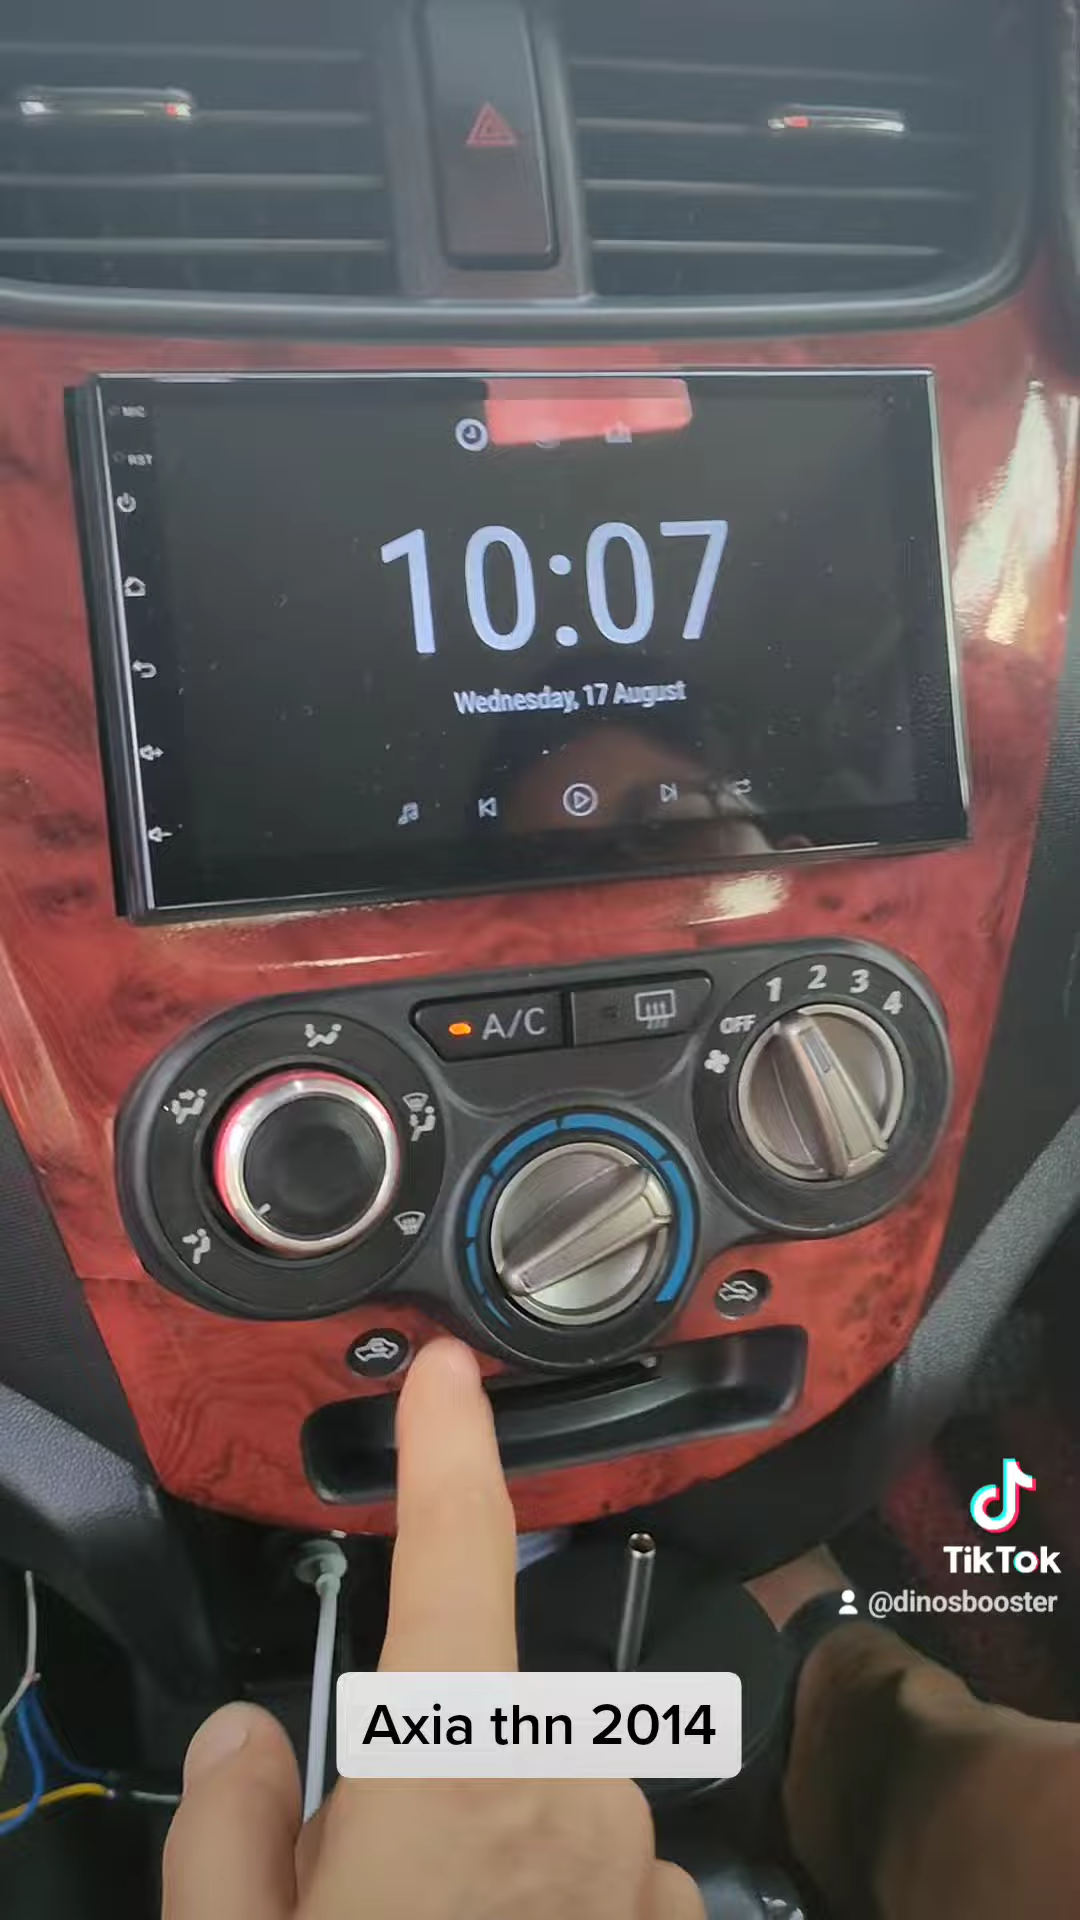 MIC
RST
10:07
Wednesday, 17 August
A/C
OFF
1
2
3
4
TikTok
@dinosbooster
Axia thn 2014